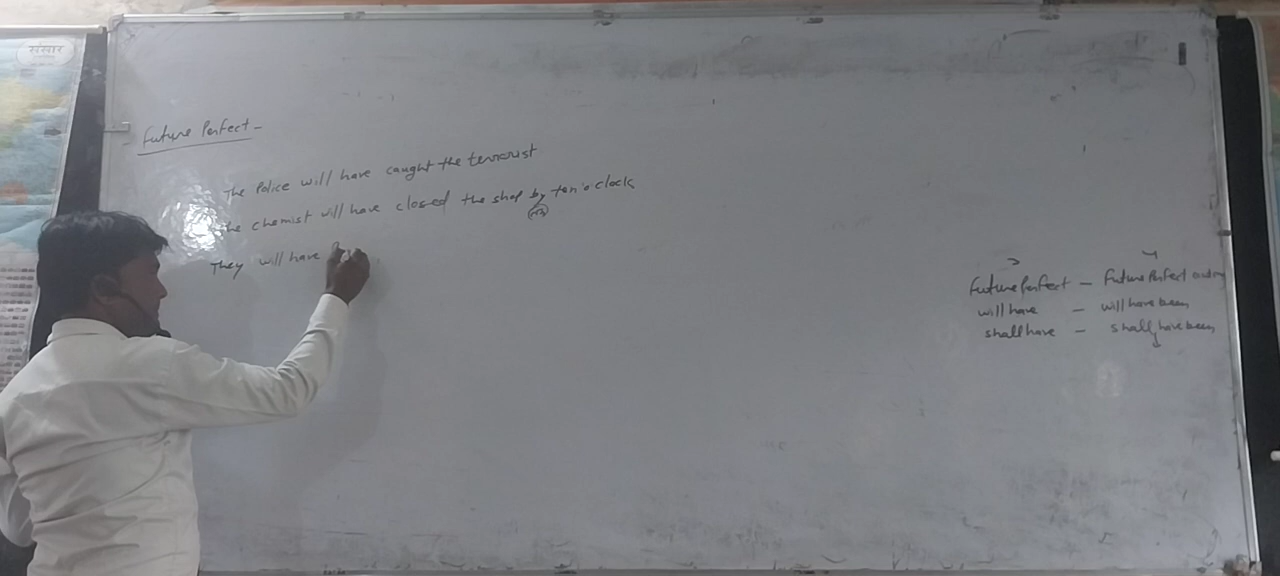 संसार
Future Perfect -
The Police will have caught the terrorist
he chemist will have closed the shop by ten o'clock
They will have
Future Perfect - Future Perfect
will have - will have been
shall have - shall have been